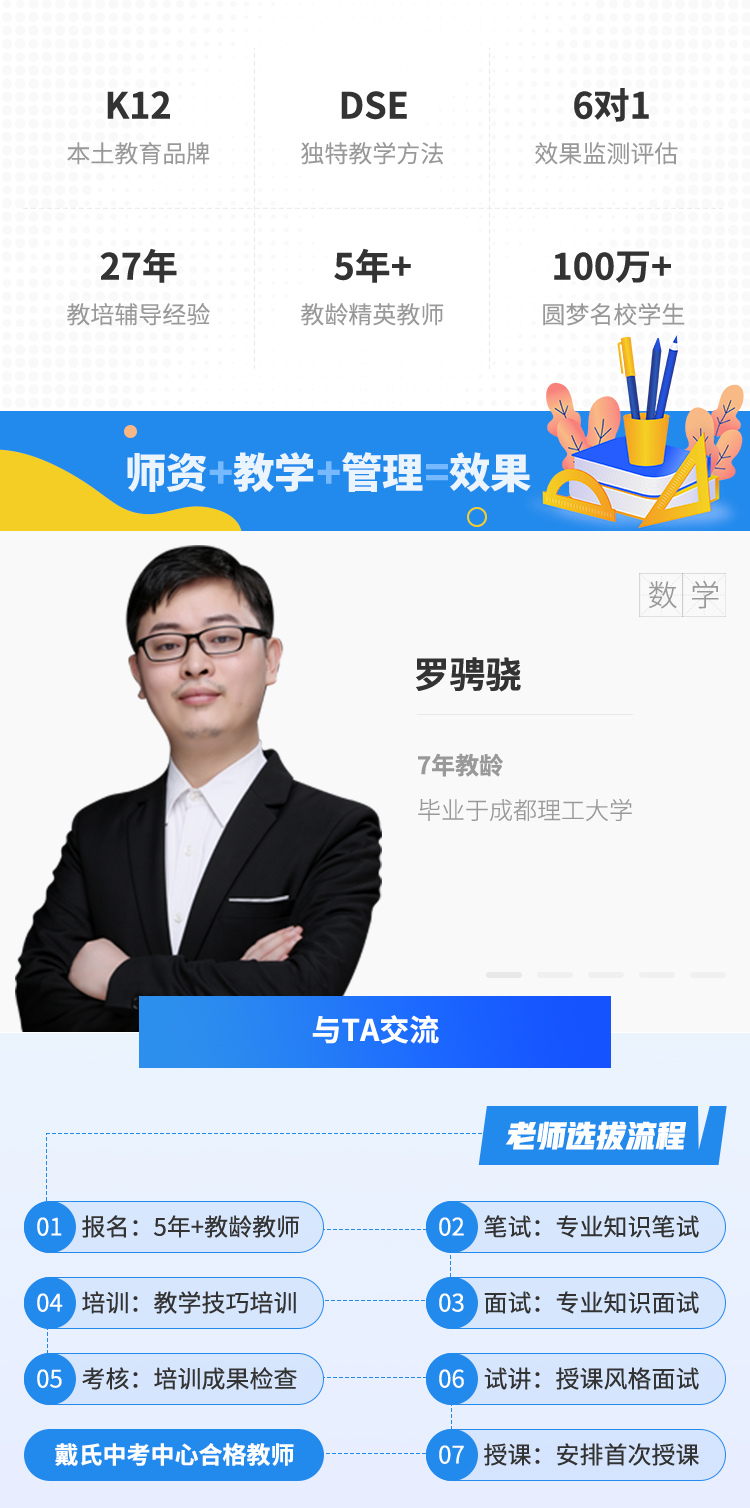 K12
本土教育品牌
DSE
独特教学方法
6对1
效果监测评估
27年
教培辅导经验
5年+
教龄精英教师
100万+
圆梦名校学生
师资+教学+管理=效果
数学
罗骋骁
7年教龄
毕业于成都理工大学
与TA交流
老师选拔流程
01 报名：5年+教龄教师
02 笔试：专业知识笔试
04 培训：教学技巧培训
03 面试：专业知识面试
05 考核：培训成果检查
06 试讲：授课风格面试
戴氏中考中心合格教师
07 授课：安排首次授课